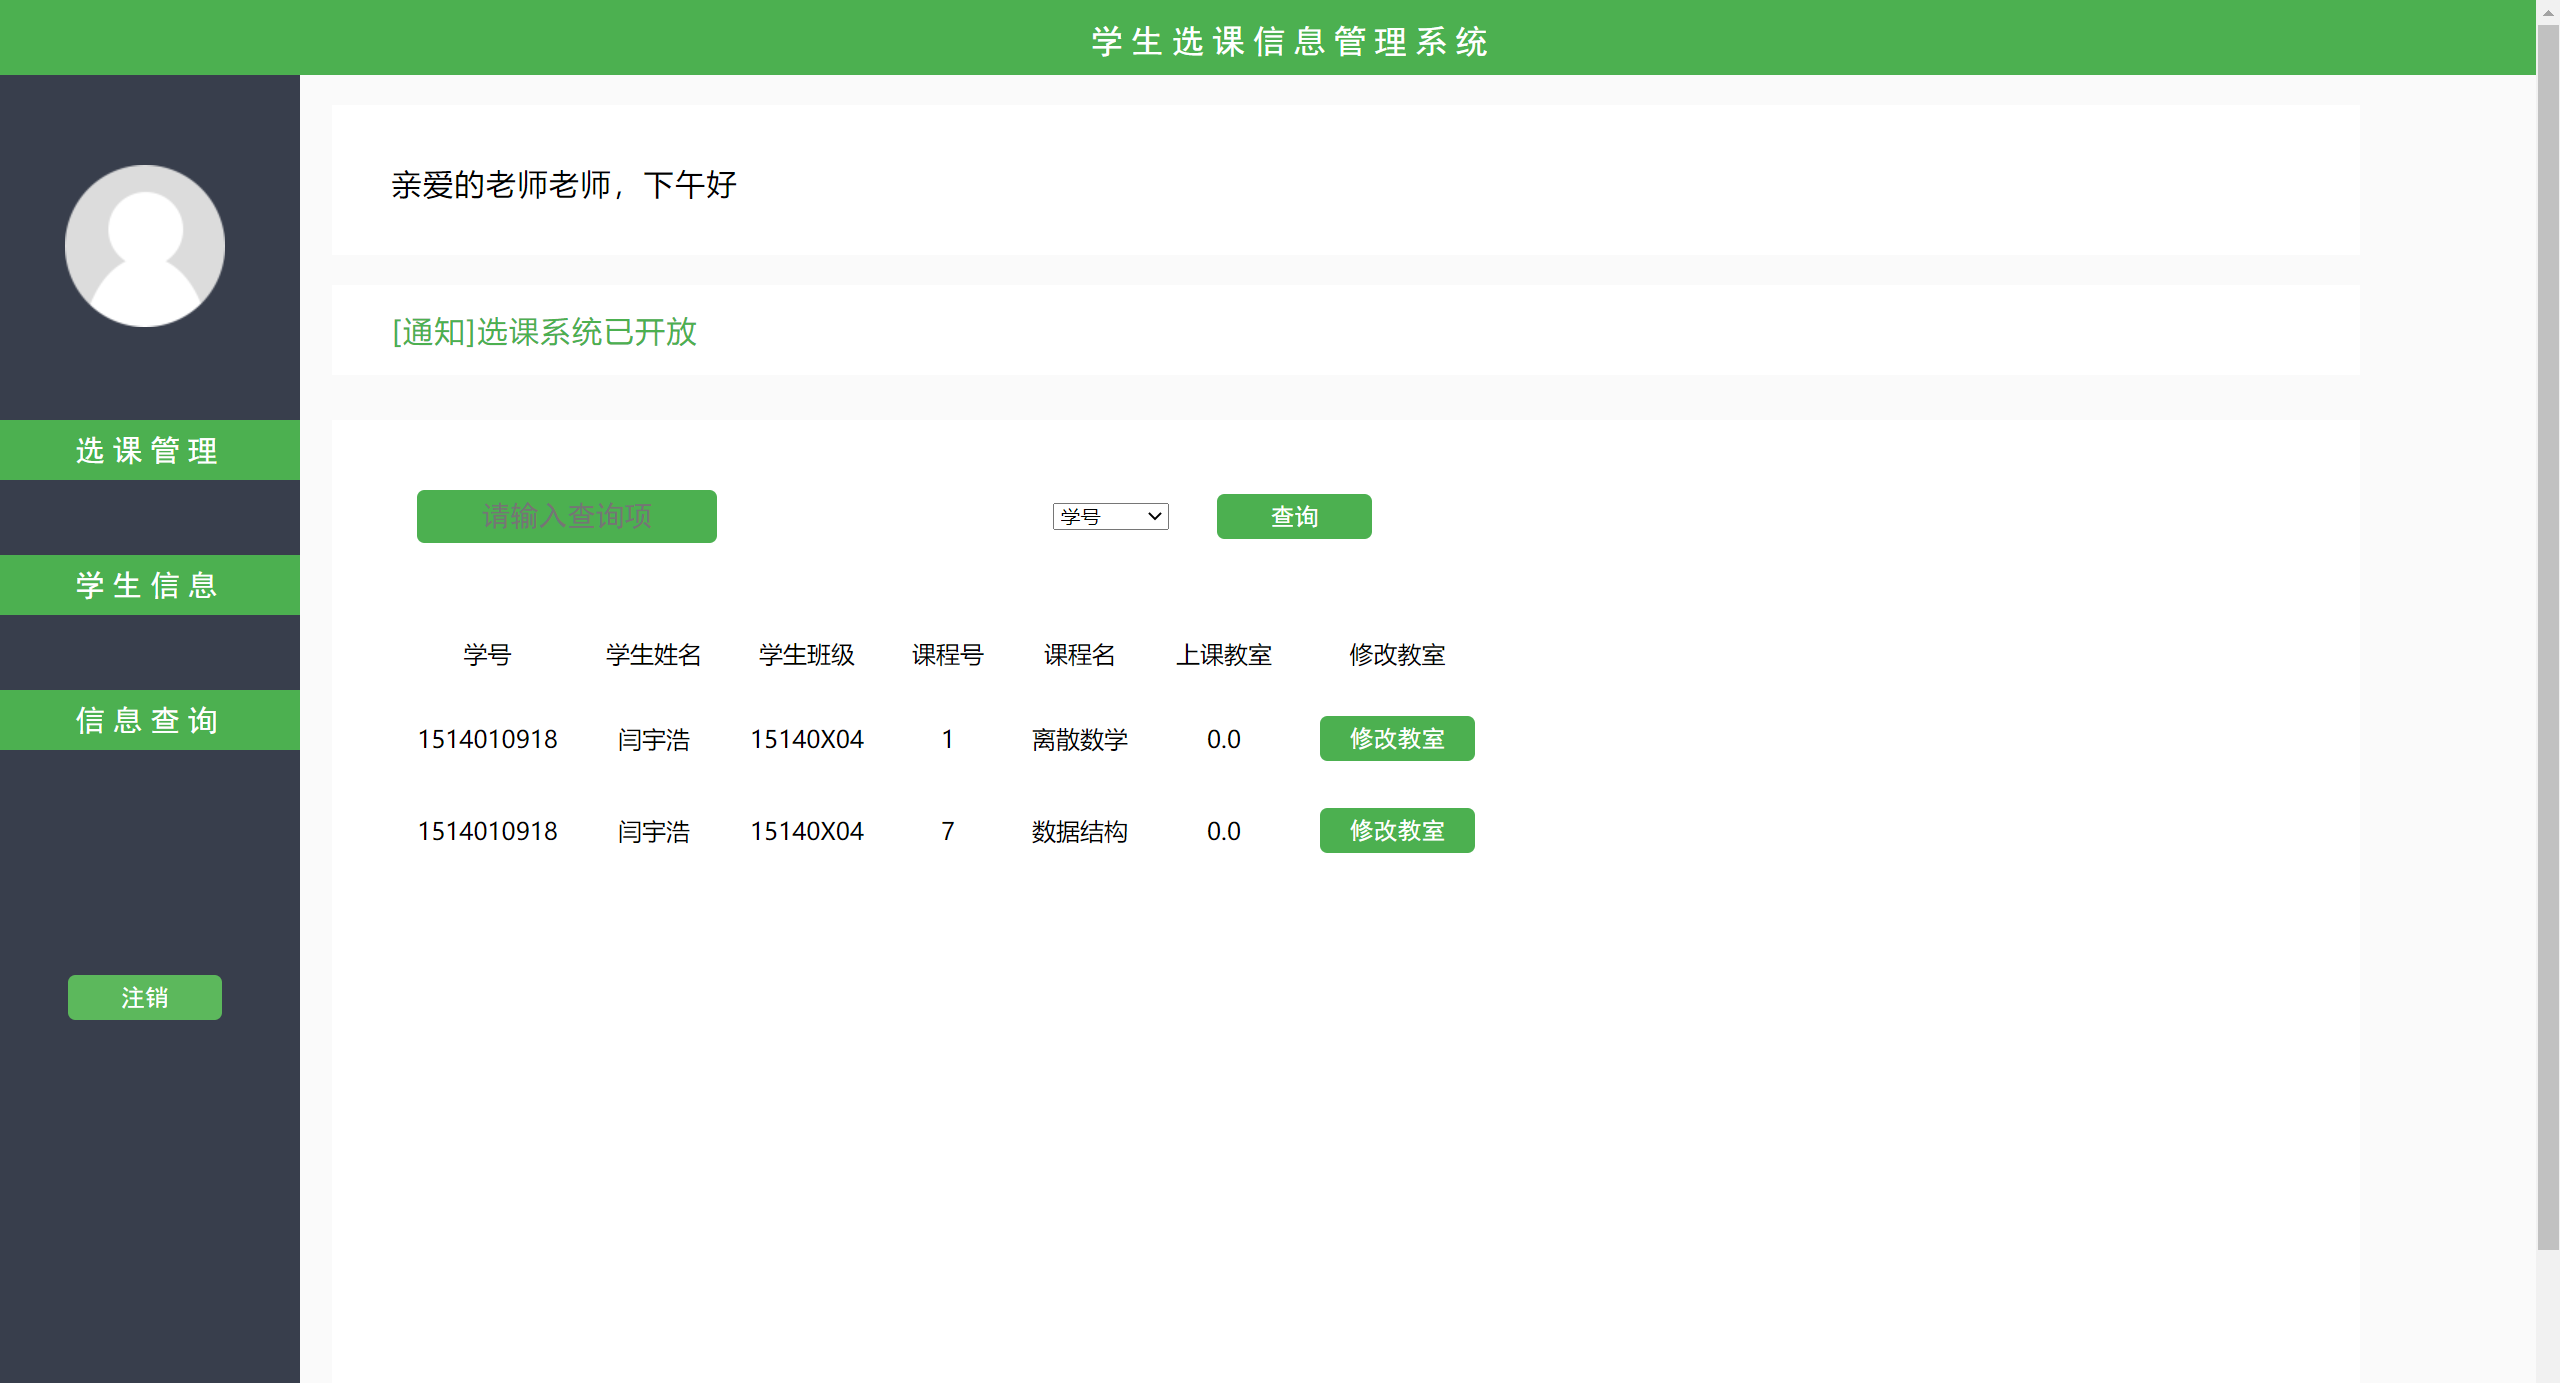 学生选课信息管理系统
亲爱的老师老师，下午好
[通知]选课系统已开放
选课管理
学生信息
信息查询
注销
请输入查询项 学号 查询
学号 学生姓名 学生班级 课程号 课程名 上课教室 修改教室
1514010918 闫宇浩 15140X04 1 离散数学 0.0 修改教室
1514010918 闫宇浩 15140X04 7 数据结构 0.0 修改教室